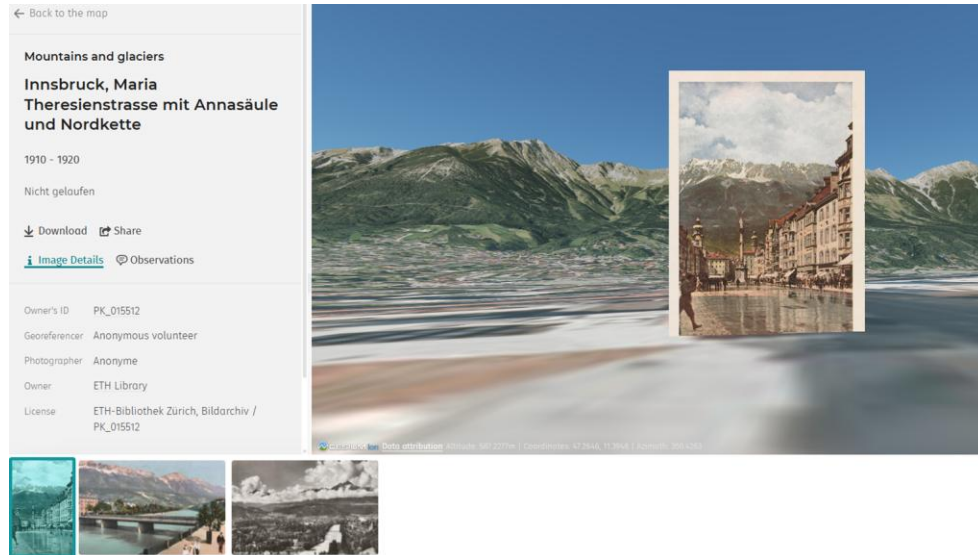 ← Back to the map
Mountains and glaciers
Innsbruck, Maria
Theresienstrasse mit Annasäule
und Nordkette
1910 - 1920
Nicht gelaufen
Download Share
Image Details Observations
Owner's ID PK_015512
Georeferencer Anonymous volunteer
Photographer Anonyme
Owner ETH Library
License ETH-Bibliothek Zürich, Bildarchiv /
PK_015512
Data attribution